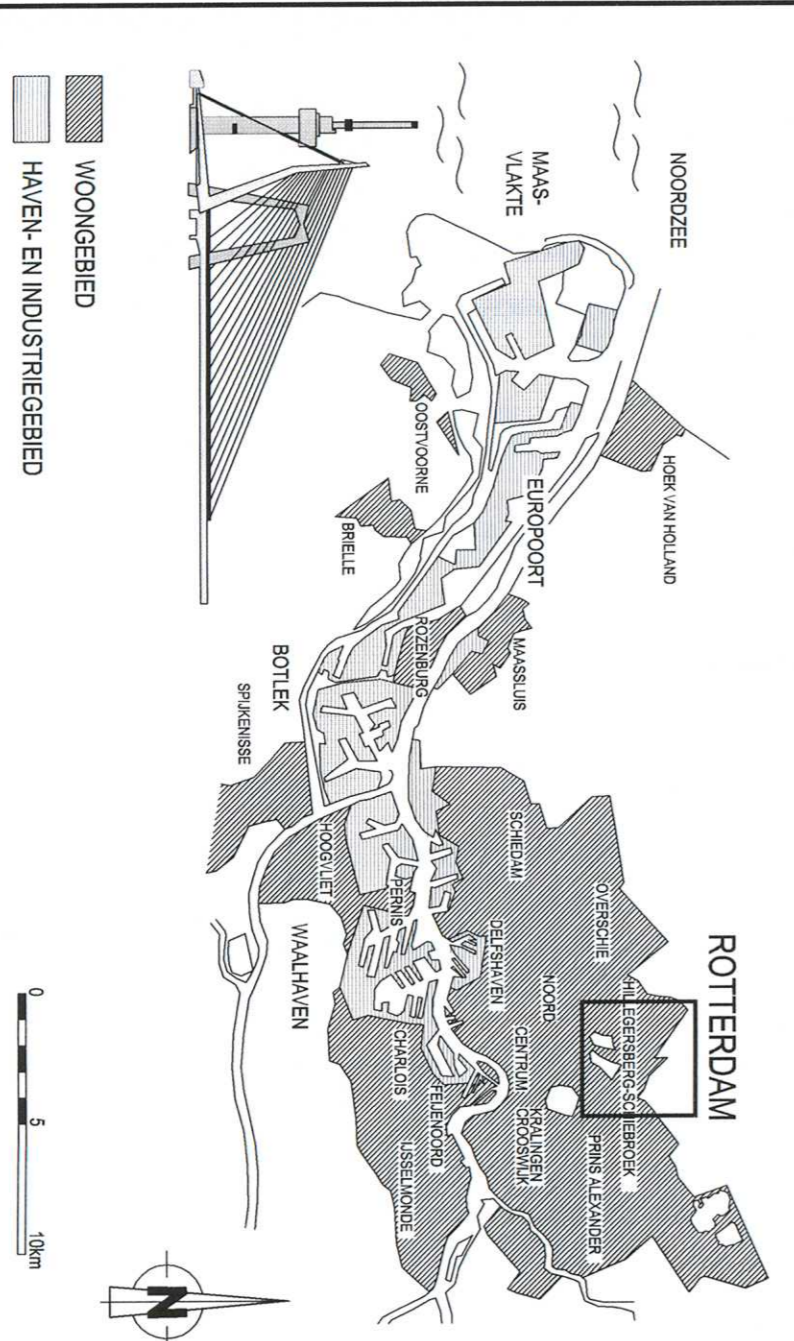 ROTTERDAM
NOORDZEE
MAAS-
VLAKTE
HOEK VAN HOLLAND
EUROPOORT
OOSTVOORNE
BRIELLE
MAASSLUIS
ROZENBURG
BOTLEK
SPIJKENISSE
HOOGVLIET
PERNIS
WAALHAVEN
SCHIEDAM
OVERSCHIE
DELFSHAVEN
NOORD
HILLEGERSBERG-SCHIEBROEK
CENTRUM
KRALINGEN
CROOSWIJK
PRINS ALEXANDER
CHARLOIS
FEIJENOORD
IJSSELMONDE
WOONGEBIED
HAVEN- EN INDUSTRIEGEBIED
0 5 10km
N